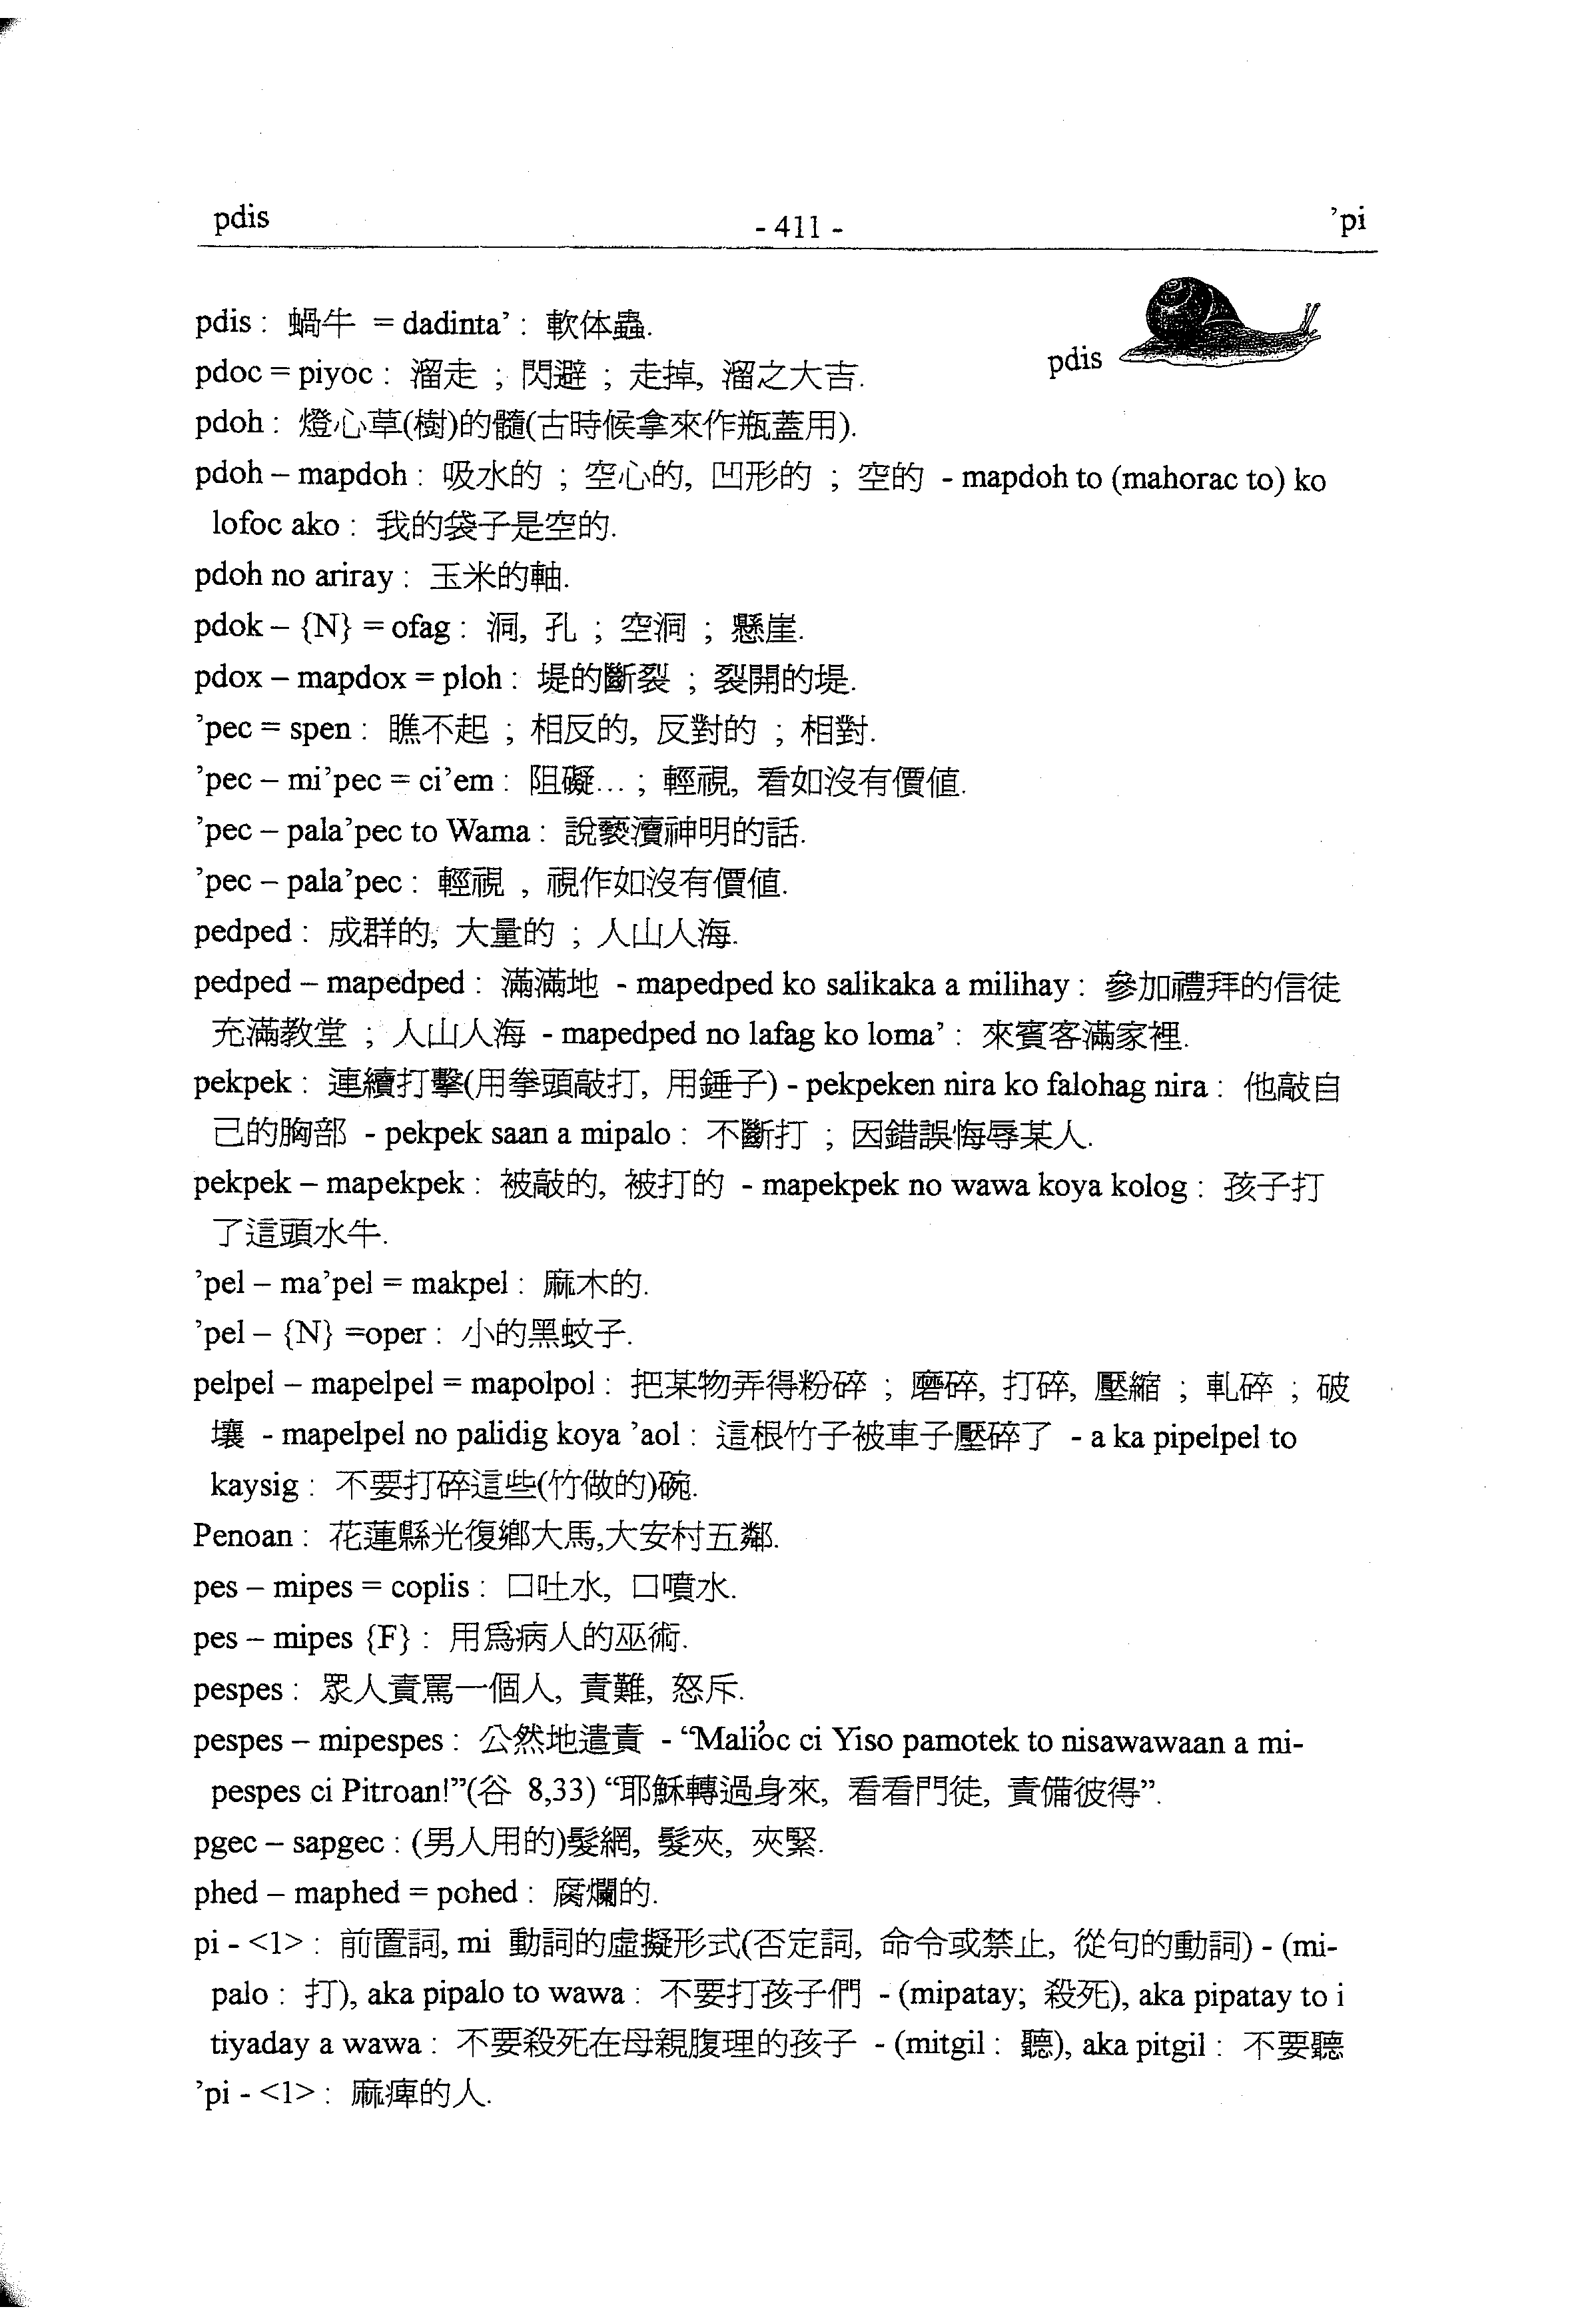 pdis - 411 - ’pi
pdis : 蝸牛 = dadinta’ : 軟体蟲.
pdis
pdoc = piyoc : 溜走 ; 閃避 ; 走掉, 溜之大吉.
pdoh : 燈心草(樹)的髓(古時候拿來作瓶蓋用).
pdoh – mapdoh : 吸水的 ; 空心的, 凹形的 ; 空的 - mapdoh to (mahorac to) ko
lofoc ako : 我的袋子是空的.
pdoh no ariray : 玉米的軸.
pdok – {N} = ofag : 洞, 孔 ; 空洞 ; 懸崖.
pdox – mapdox = ploh : 堤的斷裂 ; 裂開的堤.
’pec = spen : 瞧不起 ; 相反的, 反對的 ; 相對.
’pec – mi’pec = ci’em : 阻礙... ; 輕視, 看如沒有價值.
’pec – pala’pec to Wama : 說褻瀆神明的話.
’pec – pala’pec : 輕視 , 視作如沒有價值.
pedped : 成群的, 大量的 ; 人山人海.
pedped – mapedped : 滿滿地 - mapedped ko salikaka a milihay : 參加禮拜的信徒
充滿教堂 ; 人山人海 - mapedped no lafag ko loma’ : 來賓客滿家裡.
pekpek : 連續打擊(用拳頭敲打, 用錘子) - pekpeken nira ko falohag nira : 他敲自
己的胸部 - pekpek saan a mipalo : 不斷打 ; 因錯誤悔辱某人.
pekpek – mapekpek : 被敲的, 被打的 - mapekpek no wawa koya kolog : 孩子打
了這頭水牛.
’pel – ma’pel = makpel : 麻木的.
’pel – {N} =oper : 小的黑蚊子.
pelpel – mapelpel = mapolpol : 把某物弄得粉碎 ; 磨碎, 打碎, 壓縮 ; 軋碎 ; 破
壞 - mapelpel no palidig koya ’aol : 這根竹子被車子壓碎了 - a ka pipelpel to
kaysig : 不要打碎這些(竹做的)碗.
Penoan : 花蓮縣光復鄉大馬,大安村五鄰.
pes – mipes = coplis : 口吐水, 口噴水.
pes – mipes {F} : 用爲病人的巫術.
pespes : 眾人責罵一個人, 責難, 怒斥.
pespes – mipespes : 公然地遣責 - “Mali’oc ci Yiso pamotek to nisawawaan a mi-
pespes ci Pitroan!”(谷 8,33) “耶穌轉過身來, 看看門徒, 責備彼得”.
pgec – sapgec : (男人用的)髮網, 髮夾, 夾緊.
phed – maphed = pohed : 腐爛的.
pi - <1> : 前置詞, mi 動詞的虛擬形式(否定詞, 命令或禁止, 從句的動詞) - (mi-
palo : 打), aka pipalo to wawa : 不要打孩子們 - (mipatay; 殺死), aka pipatay to i
tiyaday a wawa : 不要殺死在母親腹理的孩子 - (mitgil : 聽), aka pitgil : 不要聽
’pi - <1> : 麻痺的人.